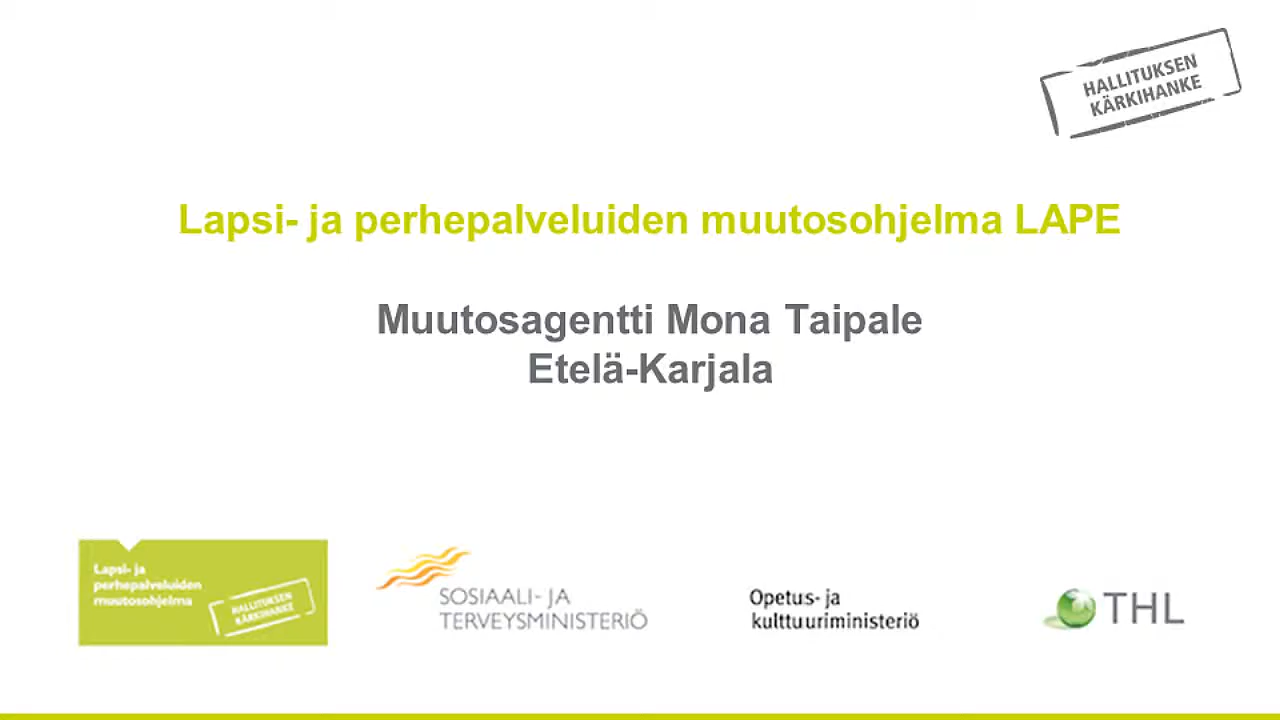 HALLITUKSEN
KÄRKIHANKE
Lapsi- ja perhepalveluiden muutosohjelma LAPE
Muutosagentti Mona Taipale
Etelä-Karjala
Lapsi- ja
perhepalveluiden
muutosohjelma
HALLITUKSEN
KÄRKIHANKE
SOSIAALI- JA
TERVEYSMINISTERIÖ
Opetus- ja
kulttuuriministeriö
THL